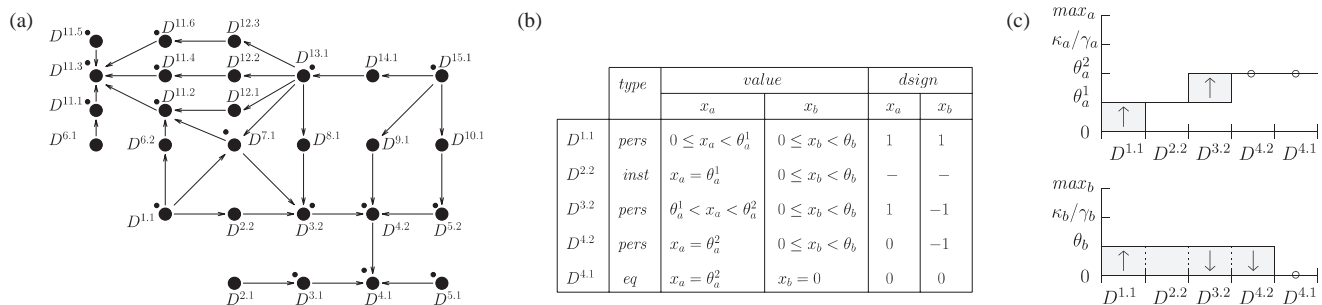 (a)
D^{11.5} D^{11.6} D^{12.3}
D^{11.3} D^{11.4} D^{12.2} D^{13.1} D^{14.1} D^{15.1}
D^{11.1} D^{11.2} D^{12.1}
D^{6.1} D^{6.2} D^{7.1} D^{8.1} D^{9.1} D^{10.1}
D^{1.1} D^{2.2} D^{3.2} D^{4.2} D^{5.2}
D^{2.1} D^{3.1} D^{4.1} D^{5.1}
(b)
type value dsign
x_a x_b x_a x_b
D^{1.1} pers 0 ≤ x_a < θ_a^1 0 ≤ x_b < θ_b 1 1
D^{2.2} inst x_a = θ_a^1 0 ≤ x_b < θ_b − −
D^{3.2} pers θ_a^1 < x_a < θ_a^2 0 ≤ x_b < θ_b 1 −1
D^{4.2} pers x_a = θ_a^2 0 ≤ x_b < θ_b 0 −1
D^{4.1} eq x_a = θ_a^2 x_b = 0 0 0
(c)
max_a
κ_a/γ_a
θ_a^2
θ_a^1
0
D^{1.1} D^{2.2} D^{3.2} D^{4.2} D^{4.1}
max_b
κ_b/γ_b
θ_b
0
D^{1.1} D^{2.2} D^{3.2} D^{4.2} D^{4.1}